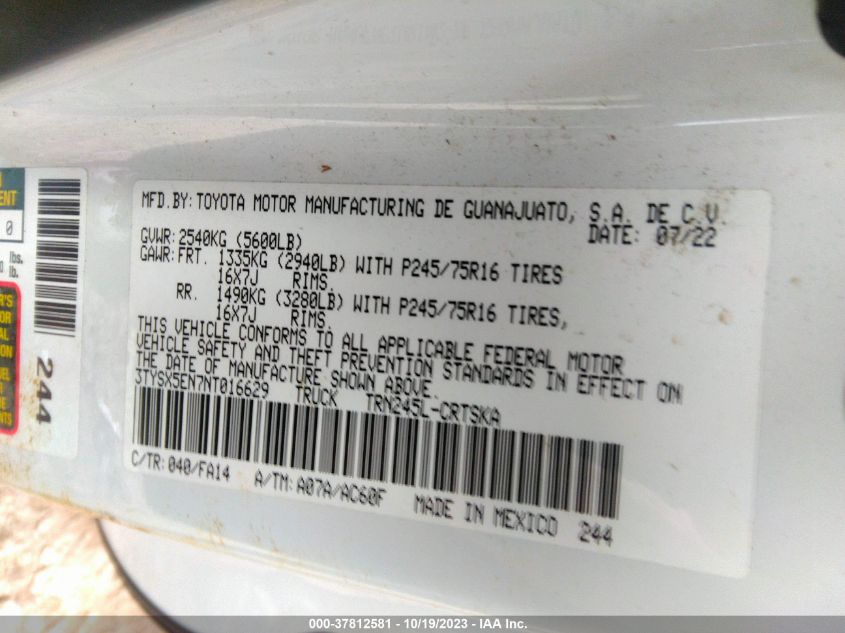 MFD.BY: TOYOTA MOTOR MANUFACTURING DE GUANAJUATO, S.A. DE C.V.
DATE: 07/22
GVWR: 2540KG (5600LB)
GAWR: FRT. 1335KG (2940LB) WITH P245/75R16 TIRES
16X7J RIMS.
RR. 1490KG (3280LB) WITH P245/75R16 TIRES,
16X7J RIMS.
THIS VEHICLE CONFORMS TO ALL APPLICABLE FEDERAL MOTOR
VEHICLE SAFETY AND THEFT PREVENTION STANDARDS IN EFFECT ON
THE DATE OF MANUFACTURE SHOWN ABOVE.
3TYSX5EN7NT016629 TRUCK TRN245L-CRTSKA
C/TR: 040/FA14 A/TM: A07A/AC60F MADE IN MEXICO 244
ENT
0
lbs.
lb.
244
000-37812581 | 10/19/2023 | IAA Inc.